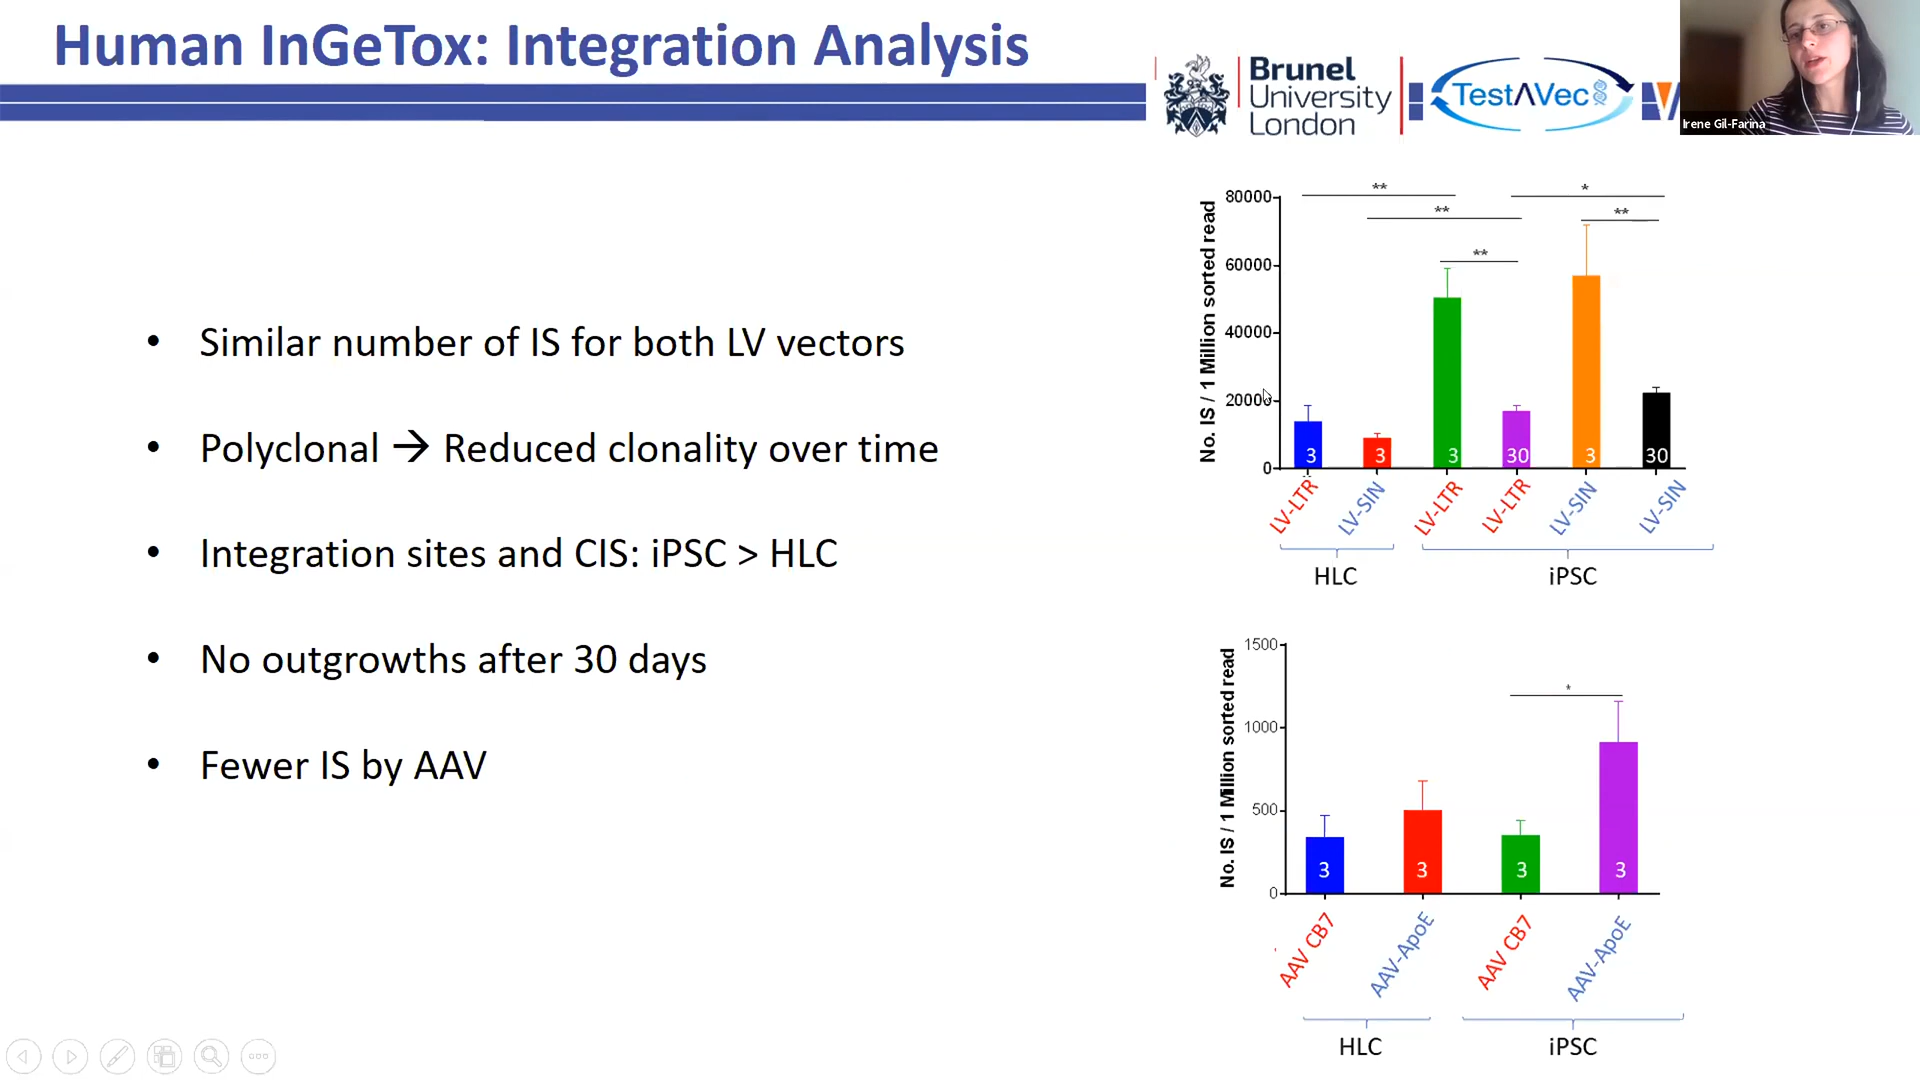 Human InGeTox: Integration Analysis
Brunel
University
London
TestΛVec
Irene Gil-Farina
• Similar number of IS for both LV vectors
• Polyclonal → Reduced clonality over time
• Integration sites and CIS: iPSC > HLC
• No outgrowths after 30 days
• Fewer IS by AAV
No. IS / 1 Million sorted read
80000
60000
40000
20000
0
**
**
**
*
**
3
3
3
30
3
30
LV-LTR
LV-SIN
LV-LTR
LV-LTR
LV-SIN
LV-SIN
HLC
iPSC
No. IS / 1 Million sorted read
1500
1000
500
0
*
3
3
3
3
AAV CB7
AAV-ApoE
AAV CB7
AAV-ApoE
HLC
iPSC